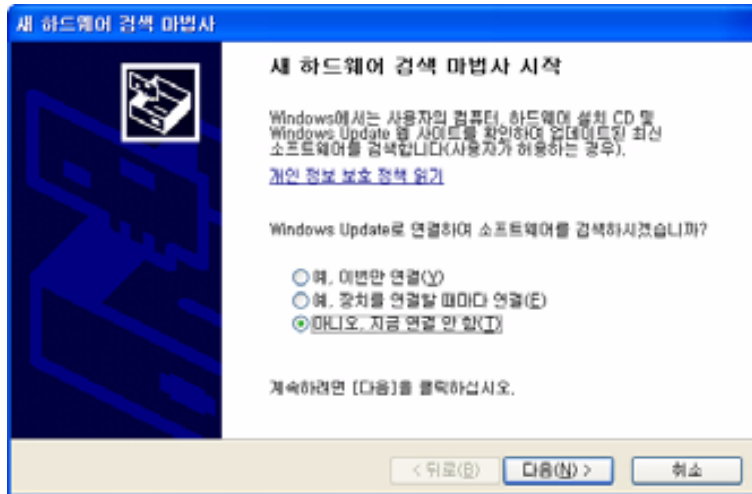 새 하드웨어 검색 마법사
새 하드웨어 검색 마법사 시작
Windows에서는 사용자의 컴퓨터, 하드웨어 설치 CD 및
Windows Update 웹 사이트를 확인하여 업데이트된 최신
소프트웨어를 검색합니다(사용자가 허용하는 경우).
개인 정보 보호 정책 읽기
Windows Update로 연결하여 소프트웨어를 검색하시겠습니까?
예, 이번만 연결(Y)
예, 장치를 연결할 때마다 연결(E)
아니오, 지금 연결 안 함(T)
계속하려면 [다음]을 클릭하십시오.
< 뒤로(B) 다음(N) > 취소